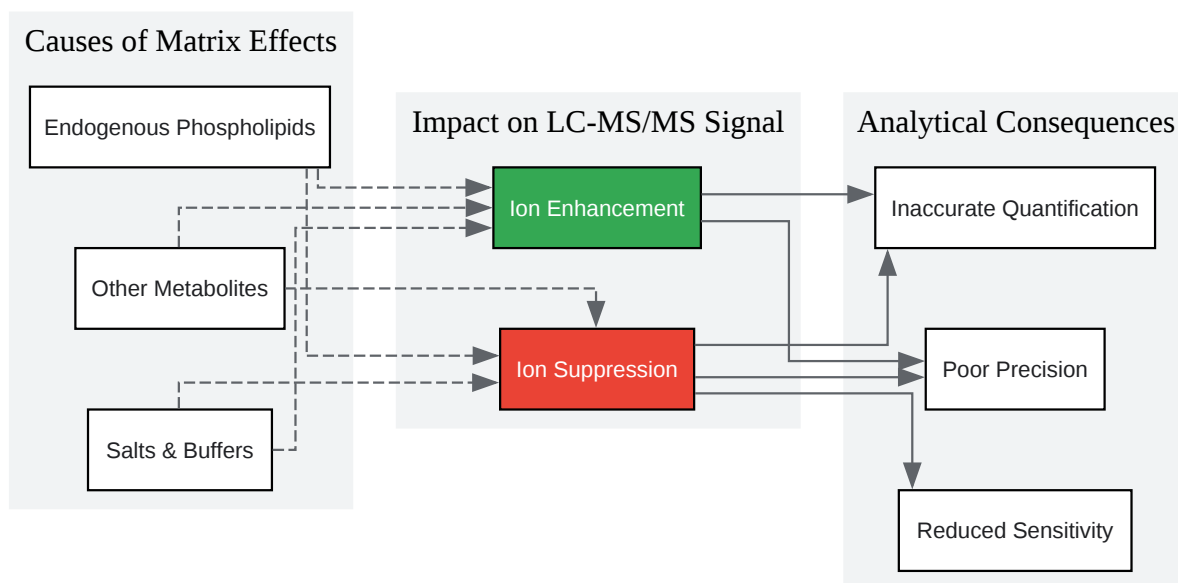 Causes of Matrix Effects
Endogenous Phospholipids
Other Metabolites
Salts & Buffers
Impact on LC-MS/MS Signal
Ion Enhancement
Ion Suppression
Analytical Consequences
Inaccurate Quantification
Poor Precision
Reduced Sensitivity